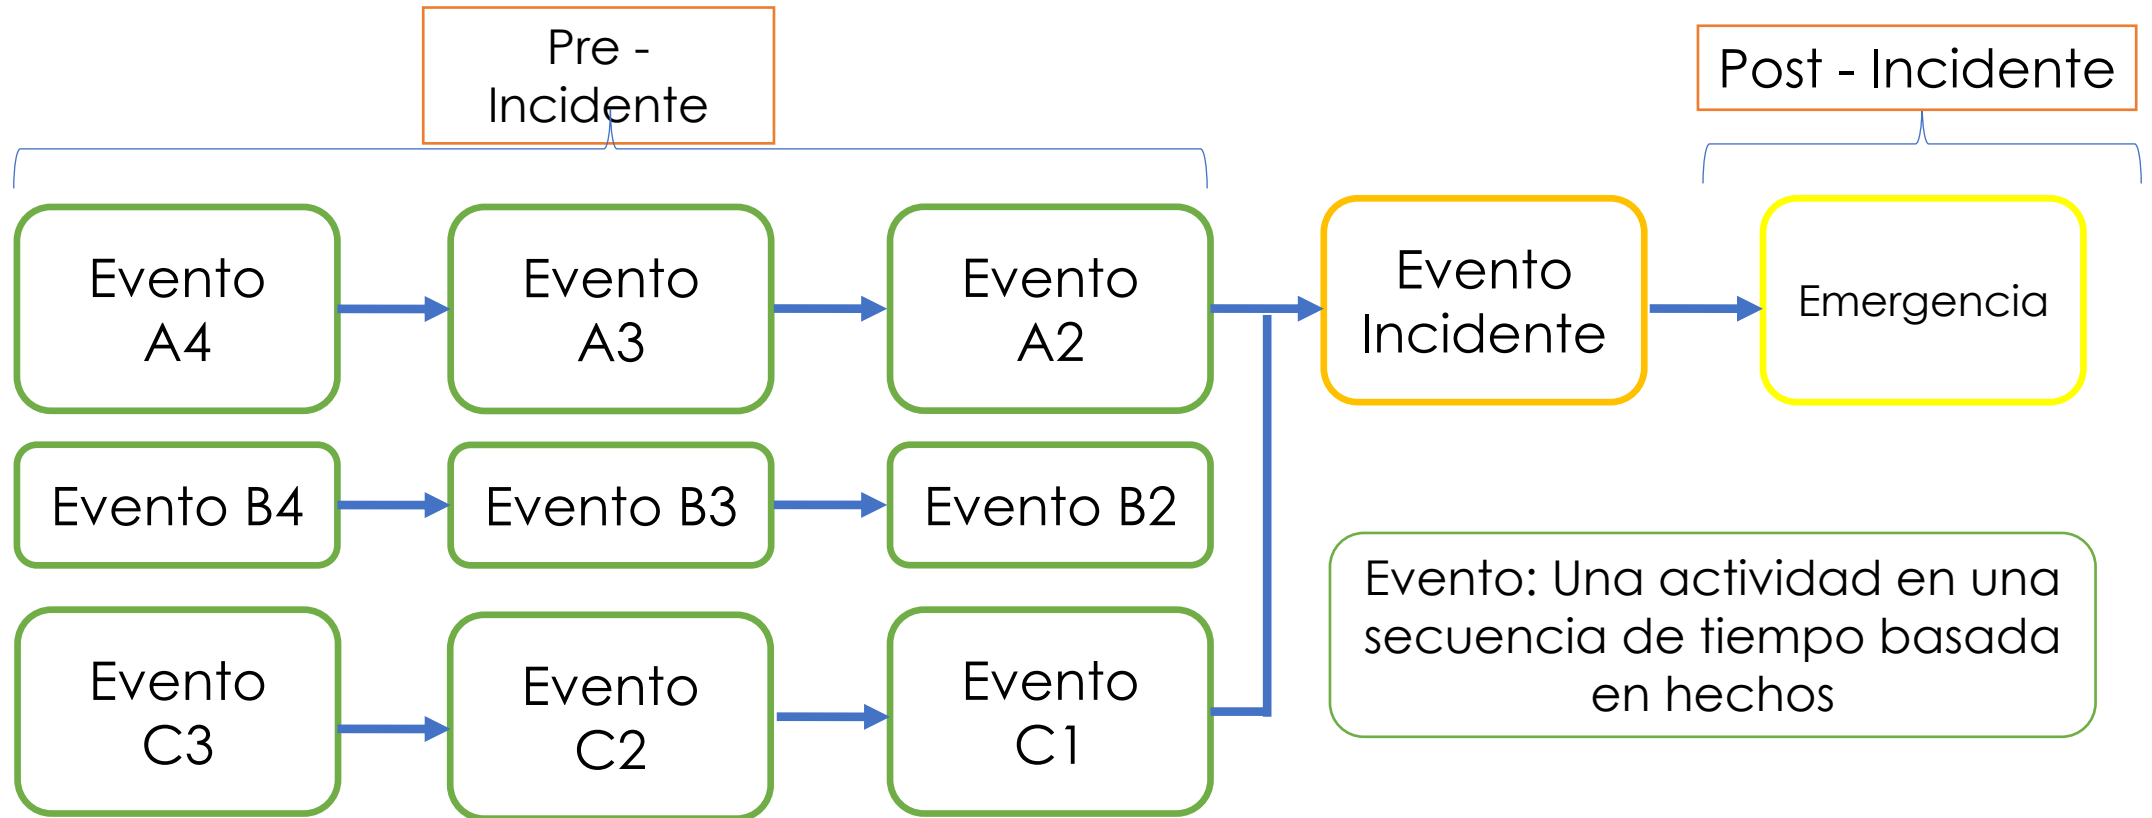 Pre -
Incidente
Post - Incidente
Evento
A4
Evento
A3
Evento
A2
Evento
Incidente
Emergencia
Evento B4
Evento B3
Evento B2
Evento
C3
Evento
C2
Evento
C1
Evento: Una actividad en una
secuencia de tiempo basada
en hechos